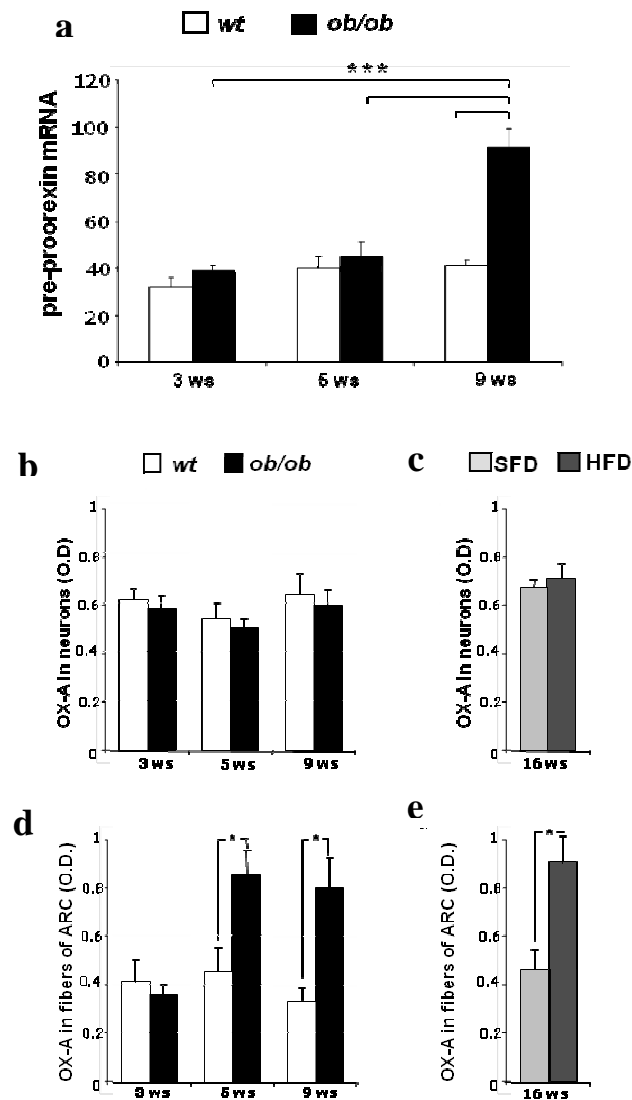 a
wt ob/ob
***
pre-proorexin mRNA
120
100
80
60
40
20
0
3 ws 5 ws 9 ws
b
wt ob/ob
OX-A in neurons (O.D)
1
0.8
0.6
0.4
0.2
0
3 ws 5 ws 9 ws
c
SFD HFD
OX-A in neurons (O.D)
1
0.8
0.6
0.4
0.2
0
16 ws
d
OX-A in fibers of ARC (O.D.)
1
0.8
0.6
0.4
0.2
0
* *
3 ws 5 ws 9 ws
e
OX-A in fibers of ARC (O.D.)
1
0.8
0.6
0.4
0.2
0
*
16 ws